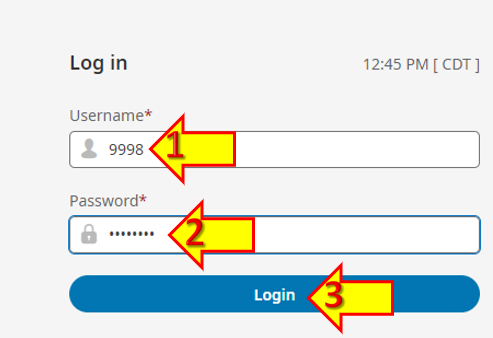 Log in
12:45 PM [ CDT ]
Username*
9998
1
Password*
••••••••
2
Login
3